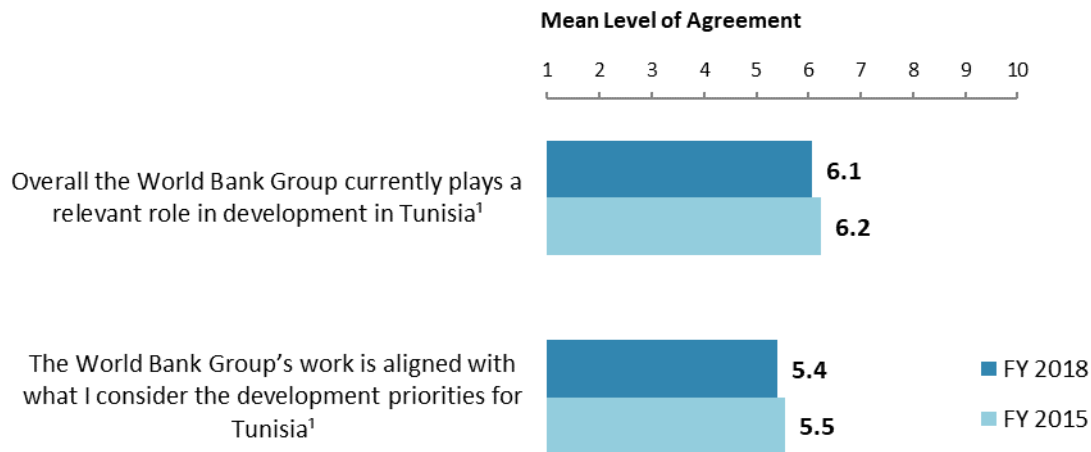 Mean Level of Agreement
1 2 3 4 5 6 7 8 9 10
Overall the World Bank Group currently plays a
relevant role in development in Tunisia¹
6.1
6.2
The World Bank Group’s work is aligned with
what I consider the development priorities for
Tunisia¹
5.4
5.5
FY 2018
FY 2015